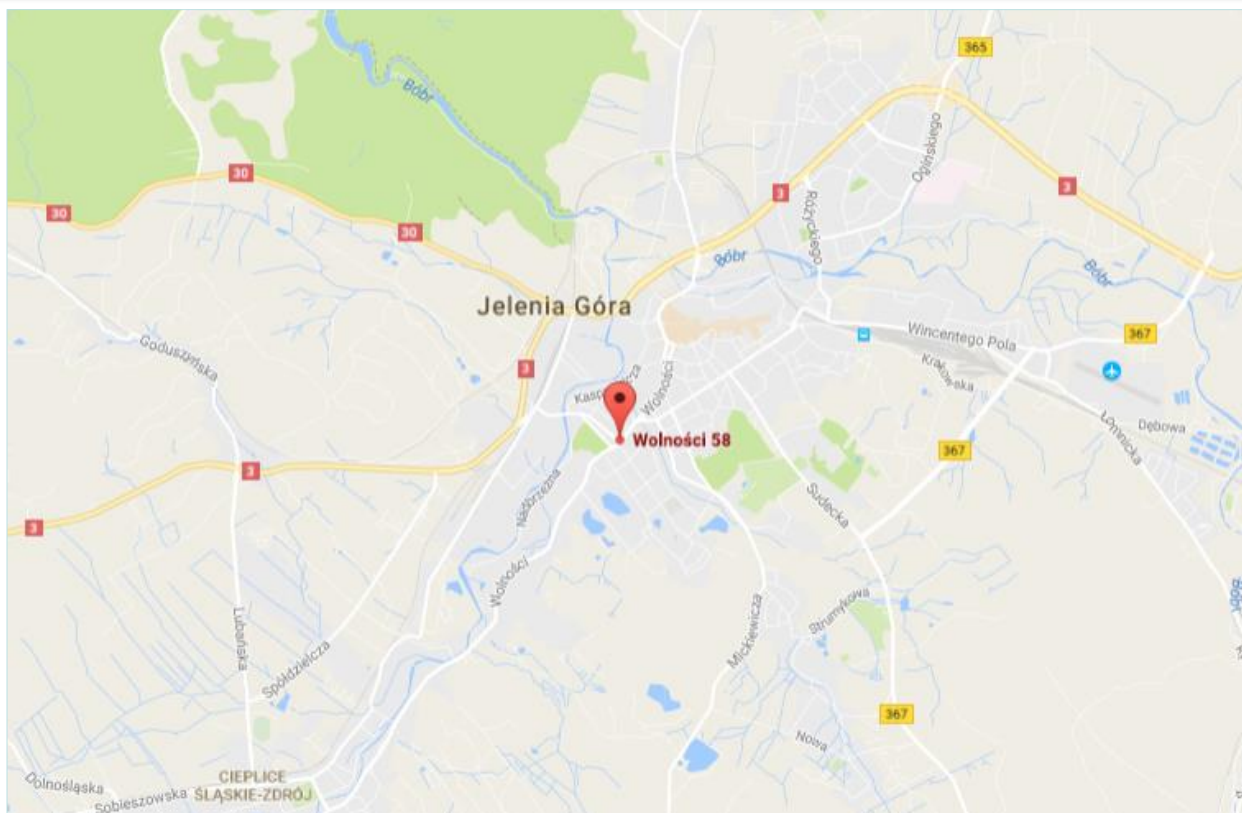 365
Bóbr
Ogińskiego
30
3
3
30
Różyckiego
30
Bóbr
Bóbr
Jelenia Góra
367
Wincentego Pola
Goduszyńska
3
Krakowska
Wolności
Łomnicka
Dębowa
Wolności 58
367
3
Nadbrzeżna
Sudecka
3
Wolności
Bóbr
Strumykowa
Lubańska
Mickiewicza
Spółdzielcza
367
Nowa
CIEPLICE
ŚLĄSKIE-ZDRÓJ
Dolnośląska
Sobieszowska